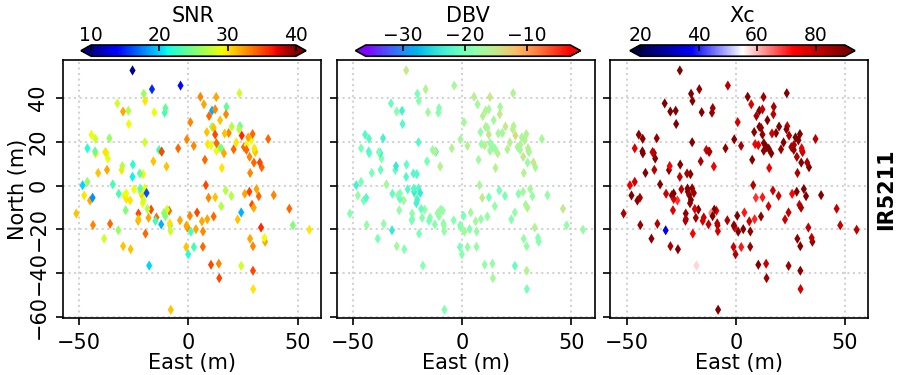 SNR DBV Xc
10 20 30 40 −30 −20 −10 20 40 60 80
40
20
0
−20
−40
−60
North (m)
−50 0 50 −50 0 50 −50 0 50
East (m) East (m) East (m)
IR5211